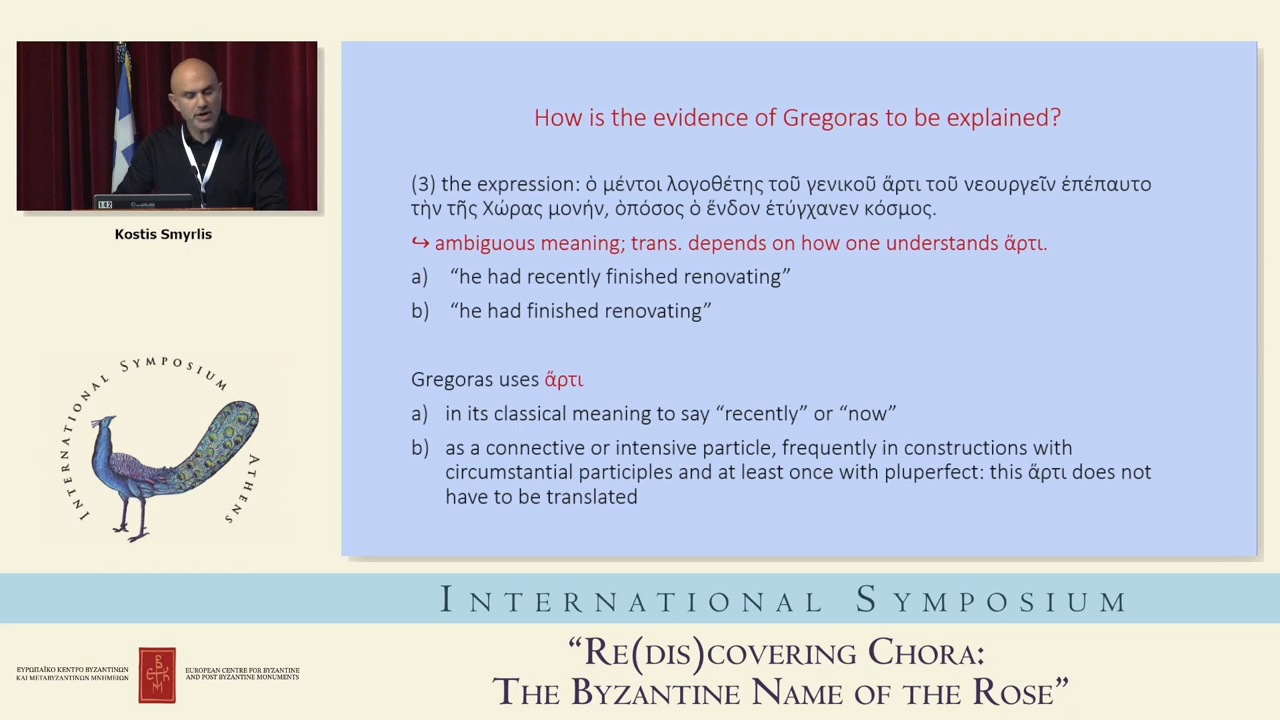 How is the evidence of Gregoras to be explained?
(3) the expression: ὁ μέντοι λογοθέτης τοῦ γενικοῦ ἄρτι τοῦ νεουργεῖν ἐπέπαυτο
τὴν τῆς Χώρας μονήν, ὁπόσος ὁ ἔνδον ἐτύγχανεν κόσμος.
↪ ambiguous meaning; trans. depends on how one understands ἄρτι.
a) “he had recently finished renovating”
b) “he had finished renovating”
Gregoras uses ἄρτι
a) in its classical meaning to say “recently” or “now”
b) as a connective or intensive particle, frequently in constructions with
circumstantial participles and at least once with pluperfect: this ἄρτι does not
have to be translated
Kostis Smyrlis
INTERNATIONAL SYMPOSIUM
ATHENS
INTERNATIONAL SYMPOSIUM
“RE(DIS)COVERING CHORA:
THE BYZANTINE NAME OF THE ROSE”
ΕΥΡΩΠΑΪΚΟ ΚΕΝΤΡΟ ΒΥΖΑΝΤΙΝΩΝ
ΚΑΙ ΜΕΤΑΒΥΖΑΝΤΙΝΩΝ ΜΝΗΜΕΙΩΝ
EUROPEAN CENTRE FOR BYZANTINE
AND POST BYZANTINE MONUMENTS